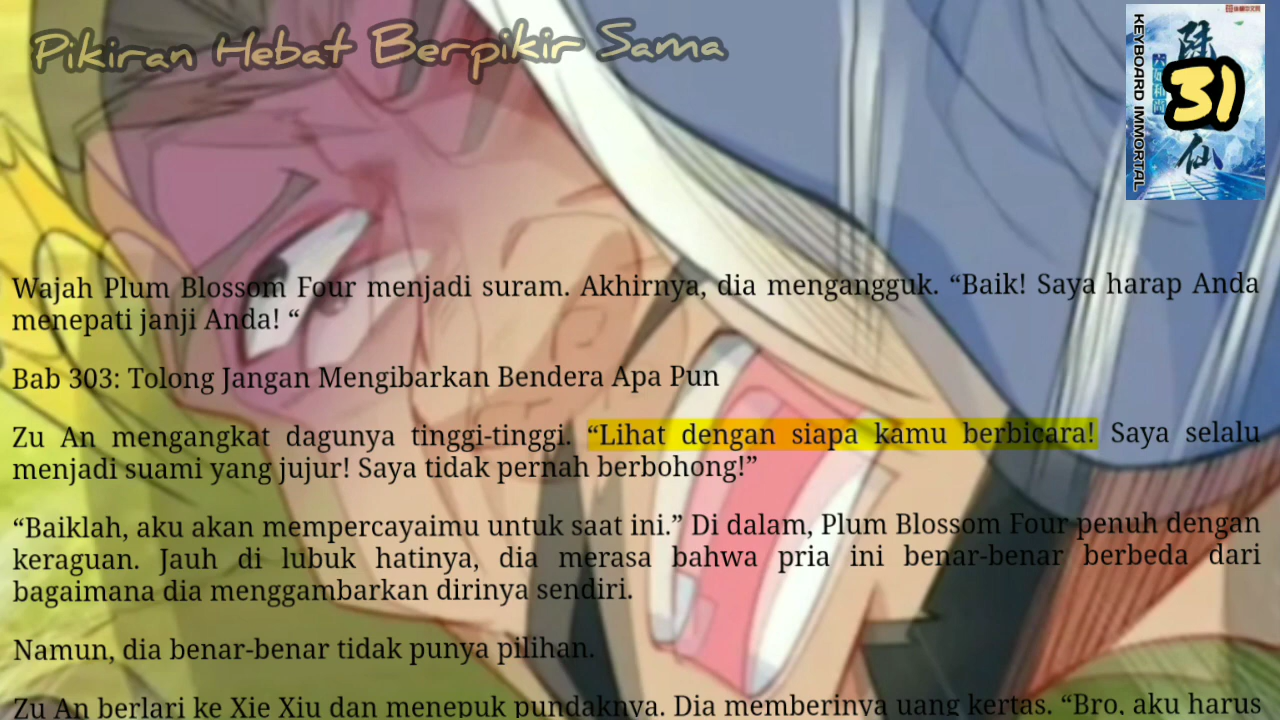 Pikiran Hebat Berpikir Sama
KEYBOARD IMMORTAL
陆
31
仙
Wajah Plum Blossom Four menjadi suram. Akhirnya, dia mengangguk. “Baik! Saya harap Anda
menepati janji Anda! “
Bab 303: Tolong Jangan Mengibarkan Bendera Apa Pun
Zu An mengangkat dagunya tinggi-tinggi. “Lihat dengan siapa kamu berbicara! Saya selalu
menjadi suami yang jujur! Saya tidak pernah berbohong!”
“Baiklah, aku akan mempercayaimu untuk saat ini.” Di dalam, Plum Blossom Four penuh dengan
keraguan. Jauh di lubuk hatinya, dia merasa bahwa pria ini benar-benar berbeda dari
bagaimana dia menggambarkan dirinya sendiri.
Namun, dia benar-benar tidak punya pilihan.
Zu An berlari ke Xie Xiu dan menepuk pundaknya. Dia memberinya uang kertas. “Bro, aku harus